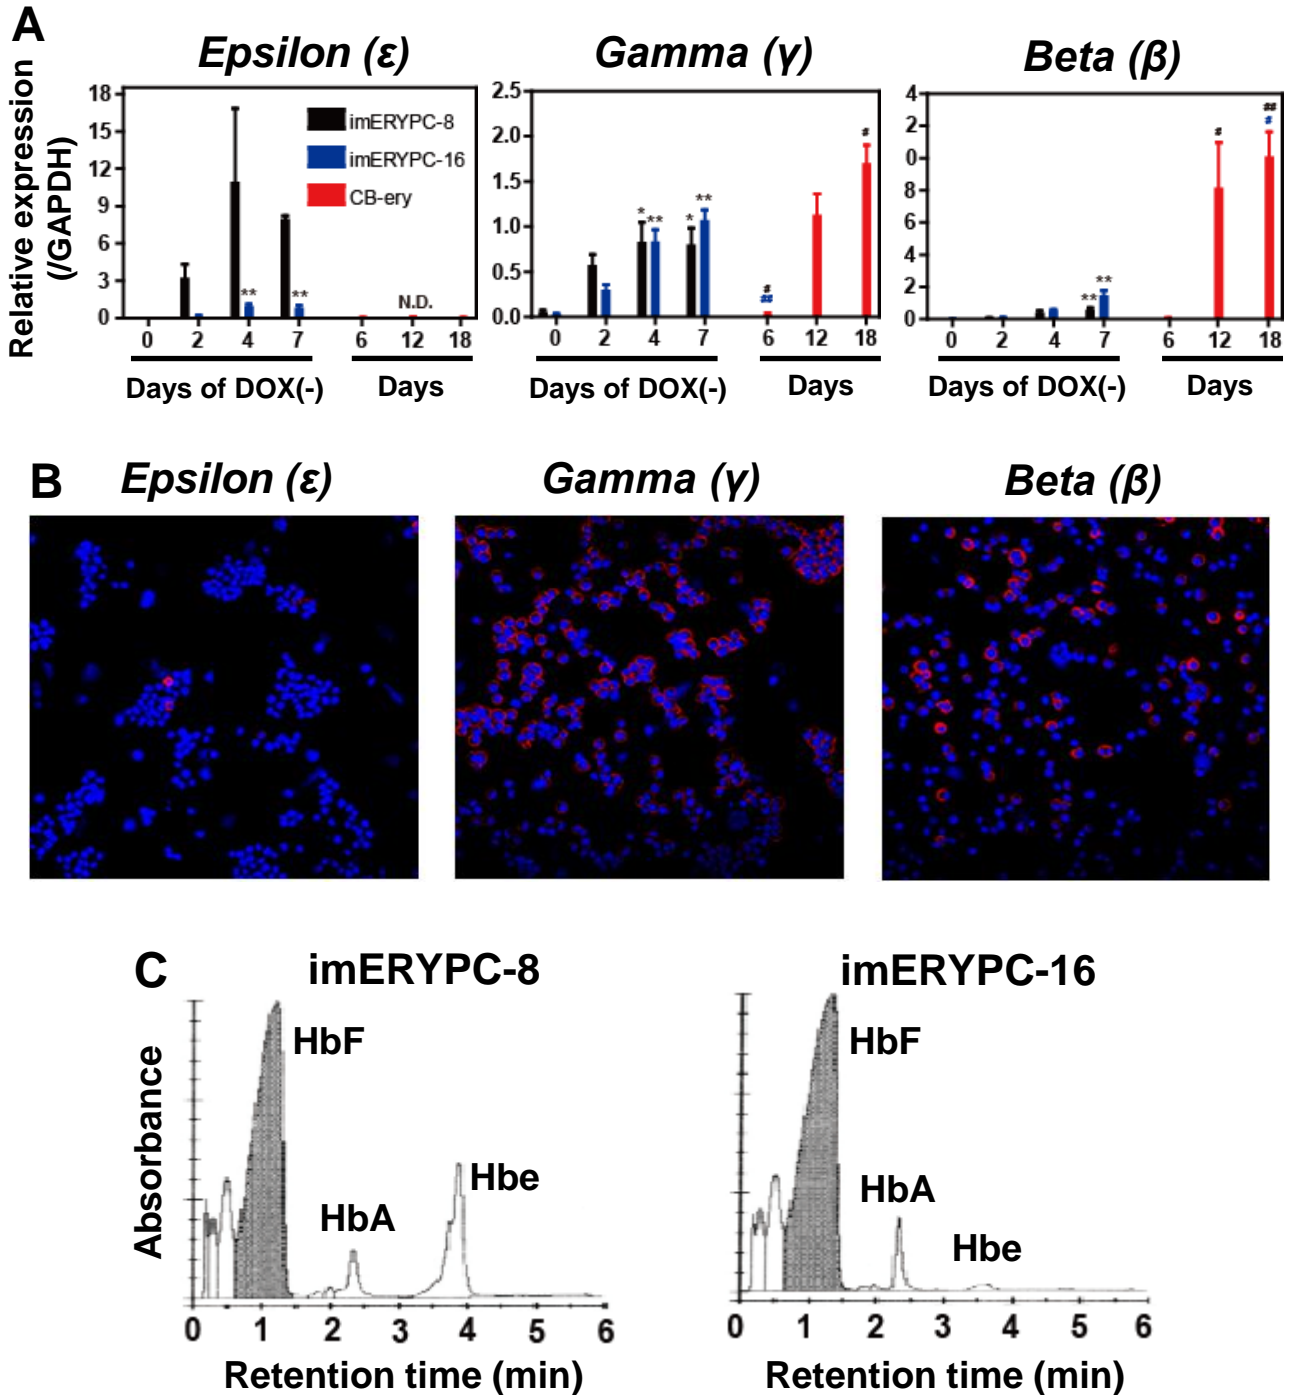 A
Epsilon (ε)
Gamma (γ)
Beta (β)
Relative expression
(/GAPDH)
18
15
12
9
6
3
0
imERYPC-8
imERYPC-16
CB-ery
**
**
N.D.
0 2 4 7 6 12 18
Days of DOX(-) Days
2.5
2.0
1.5
1.0
0.5
0.0
*
**
*
**
#
##
#
0 2 4 7 6 12 18
Days of DOX(-) Days
4
2
0
8
6
4
2
0
**
**
#
##
#
0 2 4 7 6 12 18
Days of DOX(-) Days
B
Epsilon (ε)
Gamma (γ)
Beta (β)
C
imERYPC-8
Absorbance
HbF
HbA
Hbe
0 1 2 3 4 5 6
Retention time (min)
imERYPC-16
HbF
HbA
Hbe
0 1 2 3 4 5 6
Retention time (min)